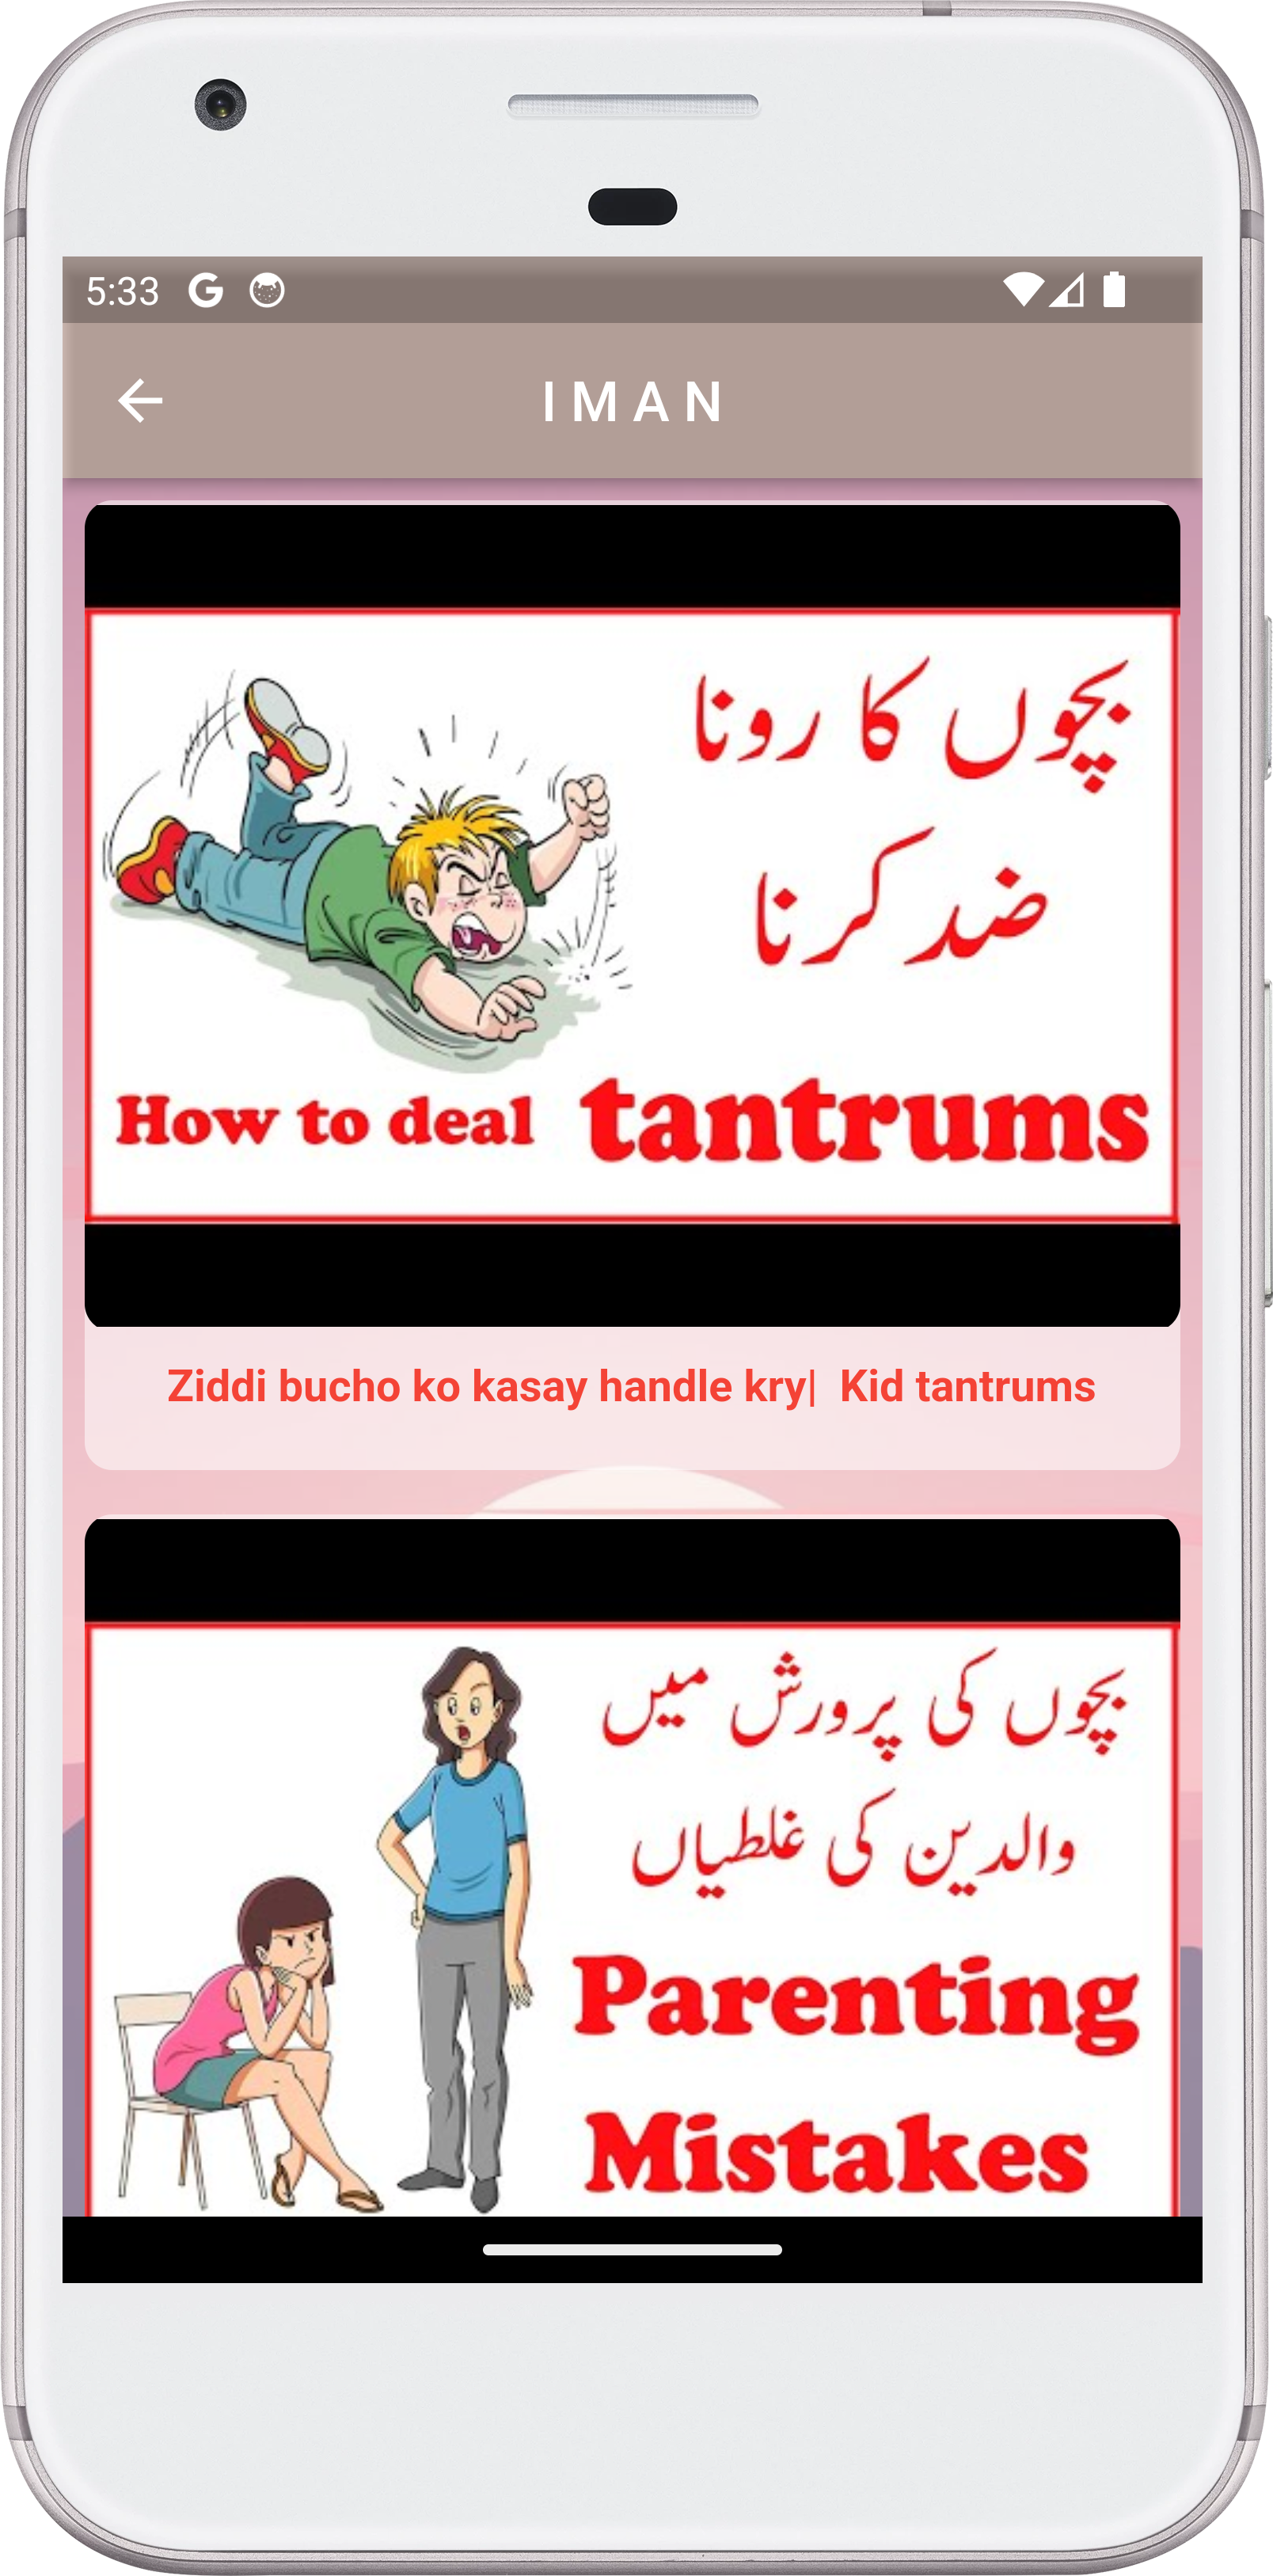 5:33
IMAN
بچوں کا رونا
ضد کرنا
How to deal tantrums
Ziddi bucho ko kasay handle kry| Kid tantrums
بچوں کی پرورش میں
والدین کی غلطیاں
Parenting
Mistakes